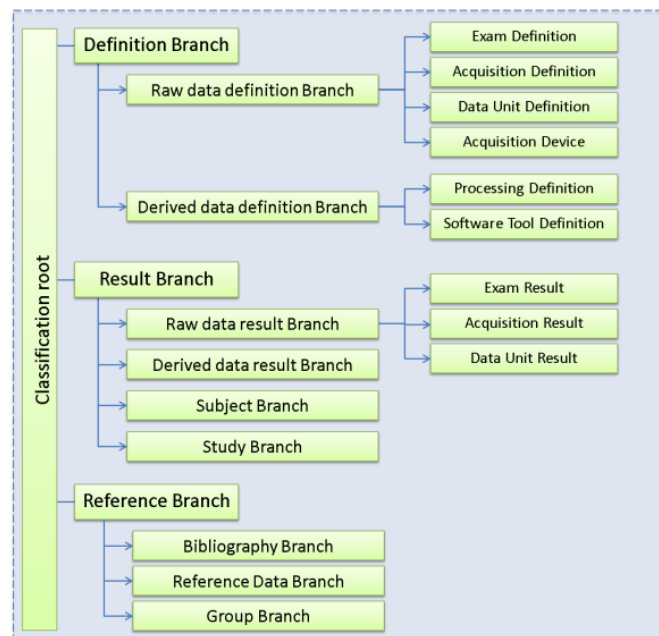 Classification root
Definition Branch
Raw data definition Branch
Exam Definition
Acquisition Definition
Data Unit Definition
Acquisition Device
Derived data definition Branch
Processing Definition
Software Tool Definition
Result Branch
Raw data result Branch
Exam Result
Acquisition Result
Data Unit Result
Derived data result Branch
Subject Branch
Study Branch
Reference Branch
Bibliography Branch
Reference Data Branch
Group Branch